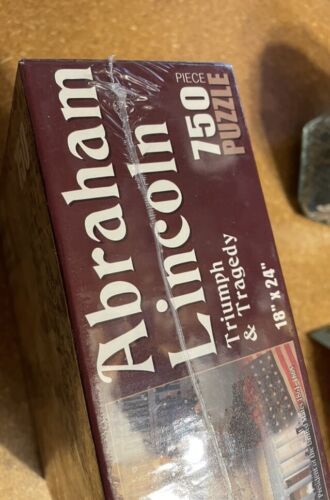 Abraham
Lincoln
Triumph
& Tragedy
750
PIECE
PUZZLE
18" x 24"